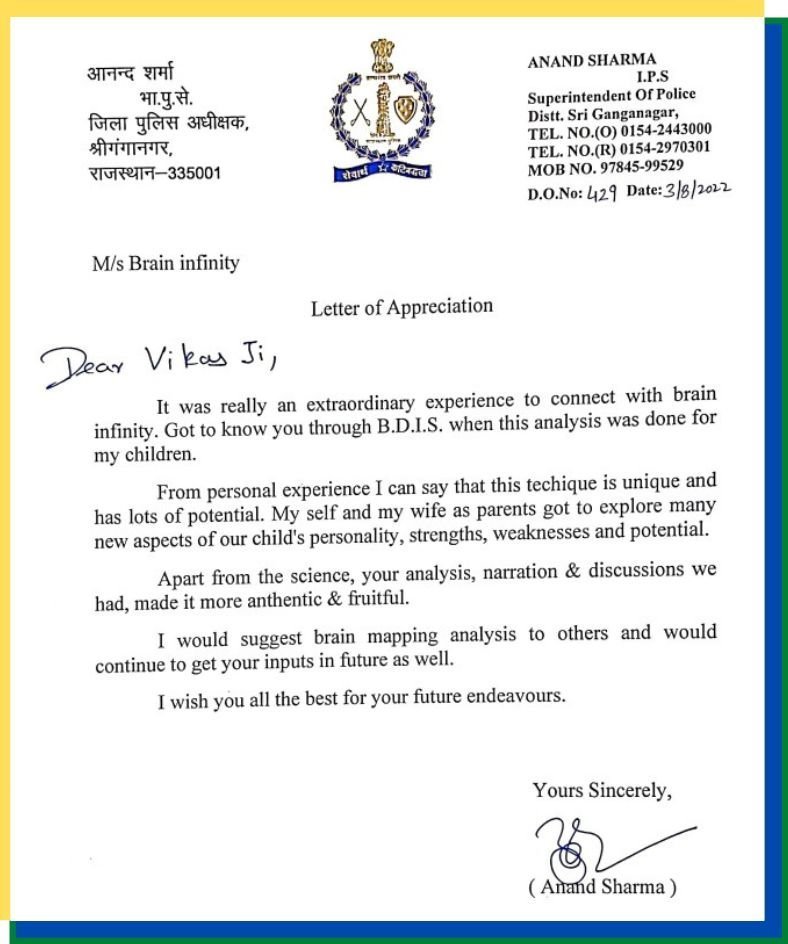 आनन्द शर्मा
भा.पु.से.
जिला पुलिस अधीक्षक,
श्रीगंगानगर,
राजस्थान–335001
सेवार्थ कटिबद्धता
ANAND SHARMA
I.P.S
Superintendent Of Police
Distt. Sri Ganganagar,
TEL. NO.(O) 0154-2443000
TEL. NO.(R) 0154-2970301
MOB NO. 97845-99529
D.O.No: 429 Date: 3/8/2022
M/s Brain infinity
Letter of Appreciation
Dear Vikas Ji,
It was really an extraordinary experience to connect with brain
infinity. Got to know you through B.D.I.S. when this analysis was done for
my children.
From personal experience I can say that this techique is unique and
has lots of potential. My self and my wife as parents got to explore many
new aspects of our child's personality, strengths, weaknesses and potential.
Apart from the science, your analysis, narration & discussions we
had, made it more anthentic & fruitful.
I would suggest brain mapping analysis to others and would
continue to get your inputs in future as well.
I wish you all the best for your future endeavours.
Yours Sincerely,
( Anand Sharma )